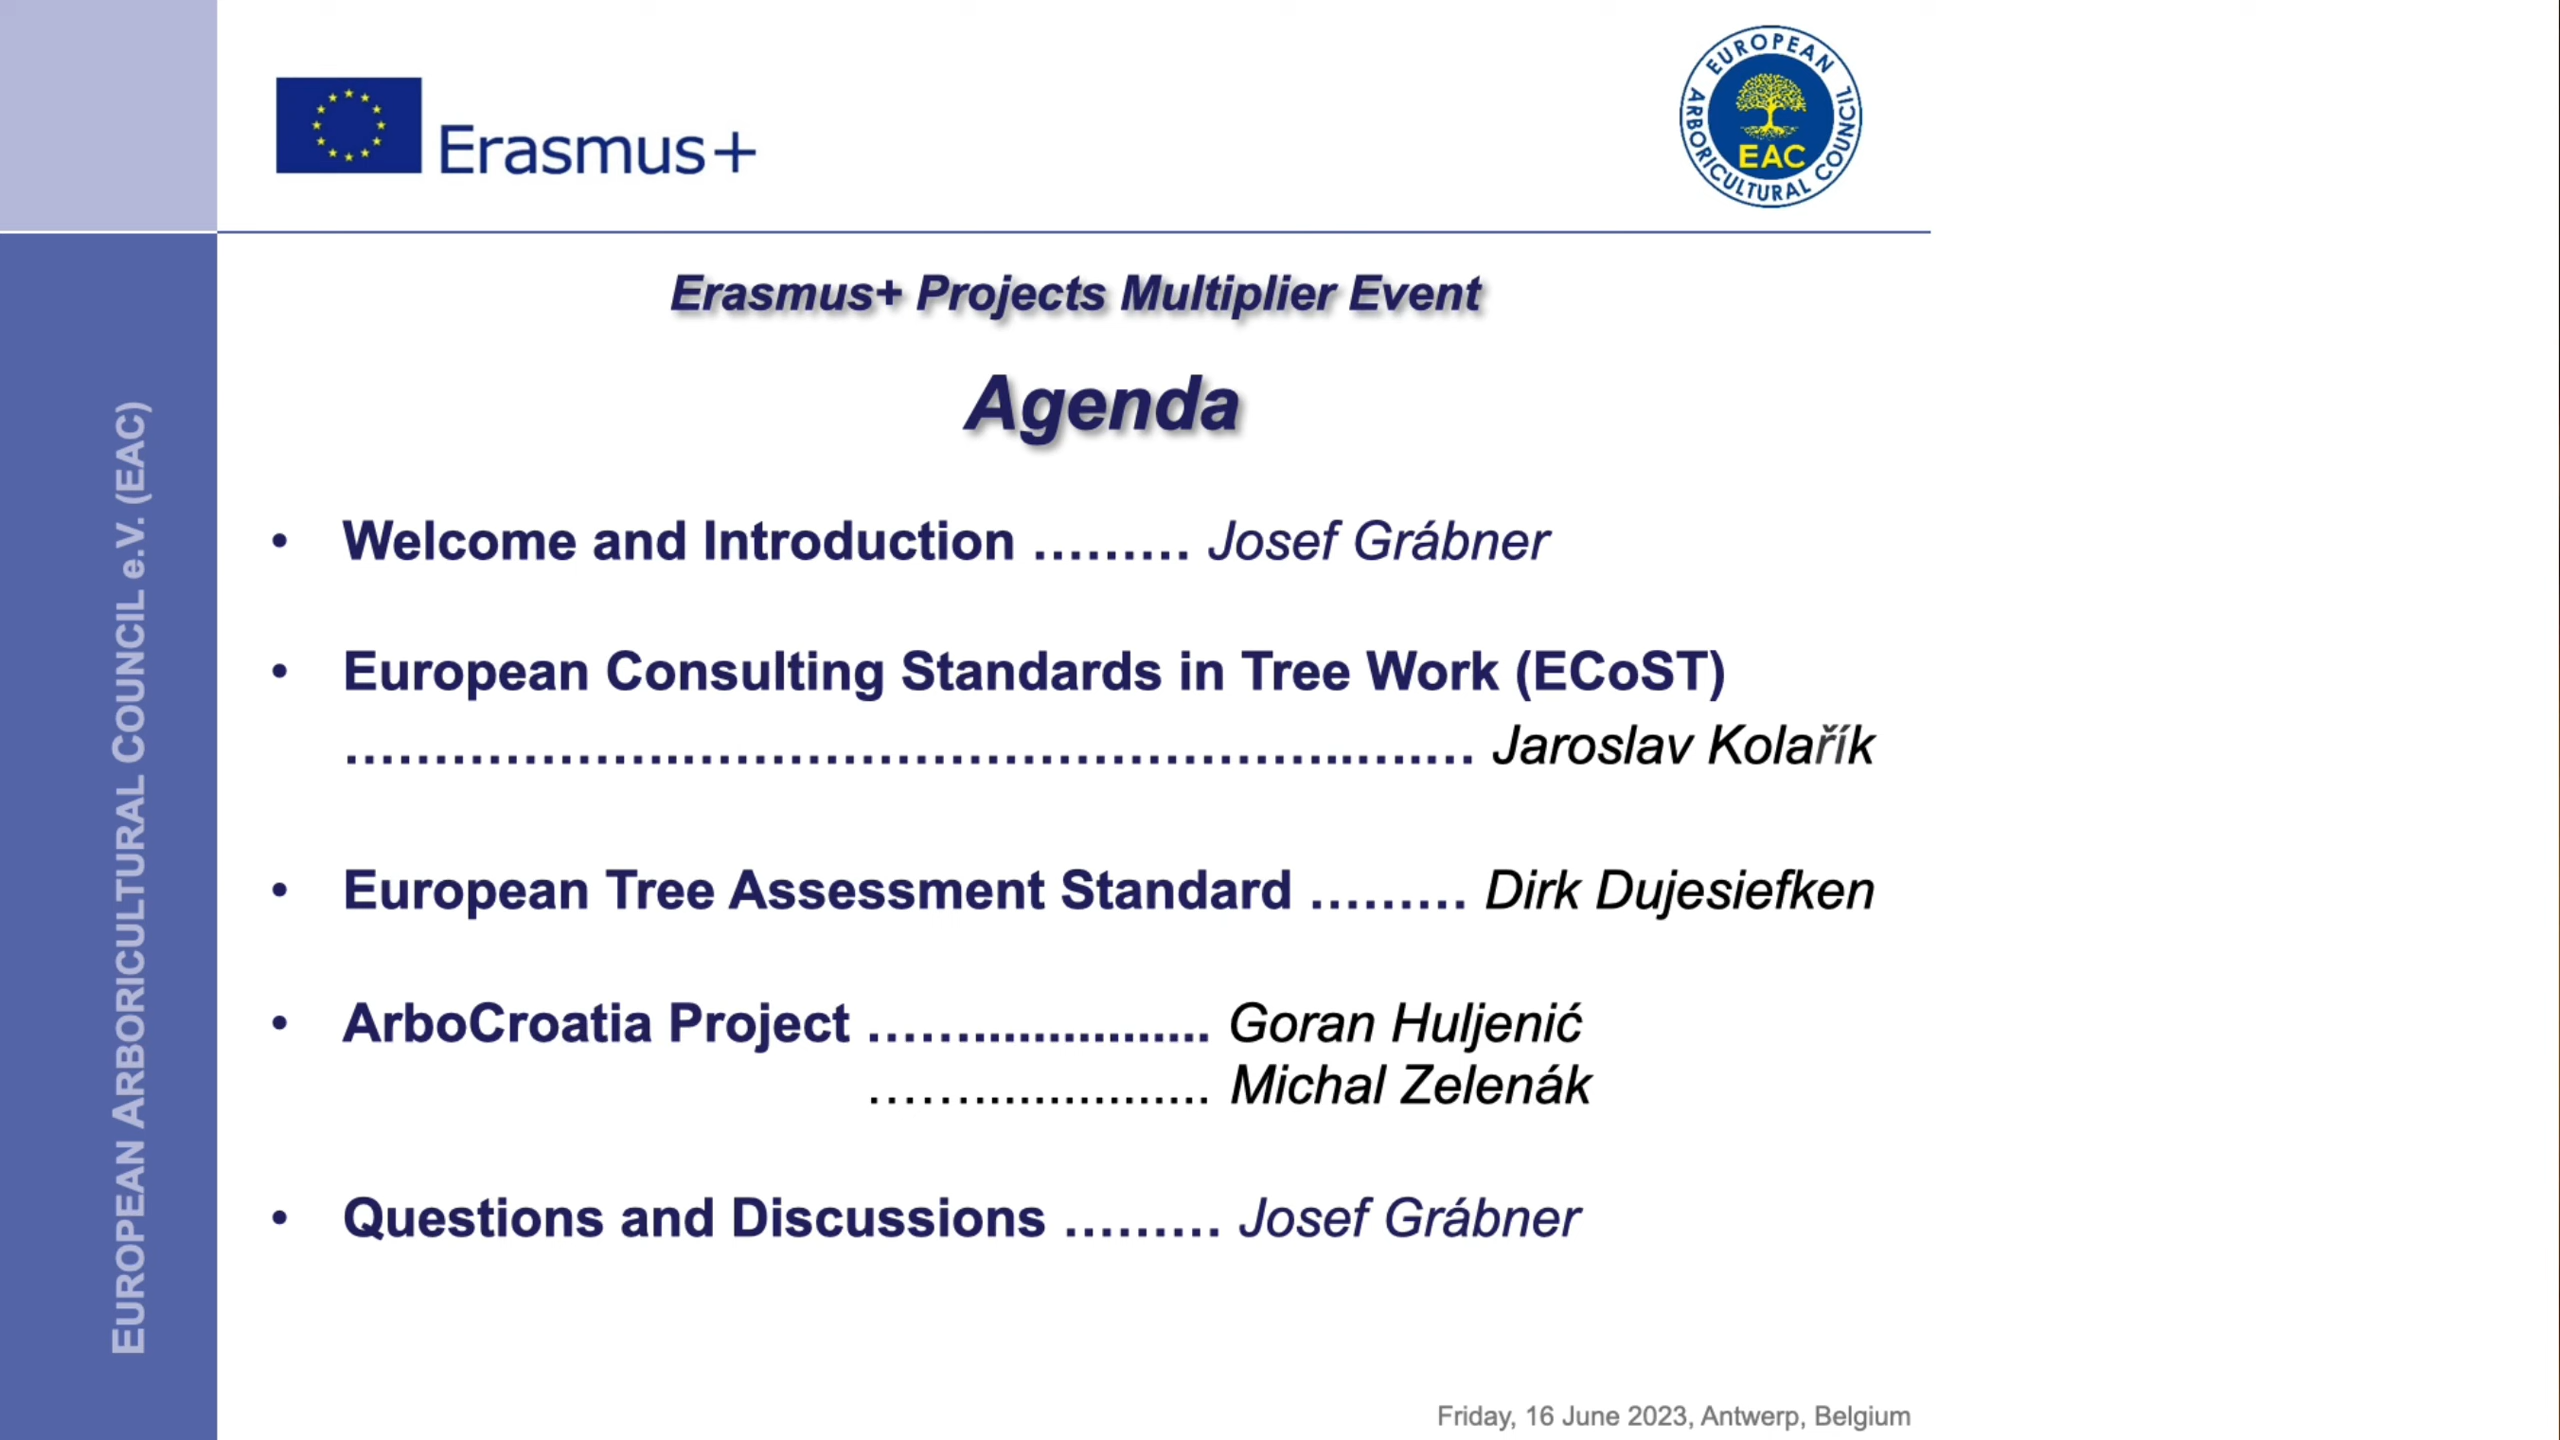 Erasmus+
EUROPEAN ARBORICULTURAL COUNCIL
EAC
Erasmus+ Projects Multiplier Event
Agenda
• Welcome and Introduction ……… Josef Grábner
• European Consulting Standards in Tree Work (ECoST)
………………..………………………………...….… Jaroslav Kolařík
• European Tree Assessment Standard ……… Dirk Dujesiefken
• ArboCroatia Project ……................ Goran Huljenić
……................ Michal Zelenák
• Questions and Discussions ……… Josef Grábner
Friday, 16 June 2023, Antwerp, Belgium
EUROPEAN ARBORICULTURAL COUNCIL e.V. (EAC)